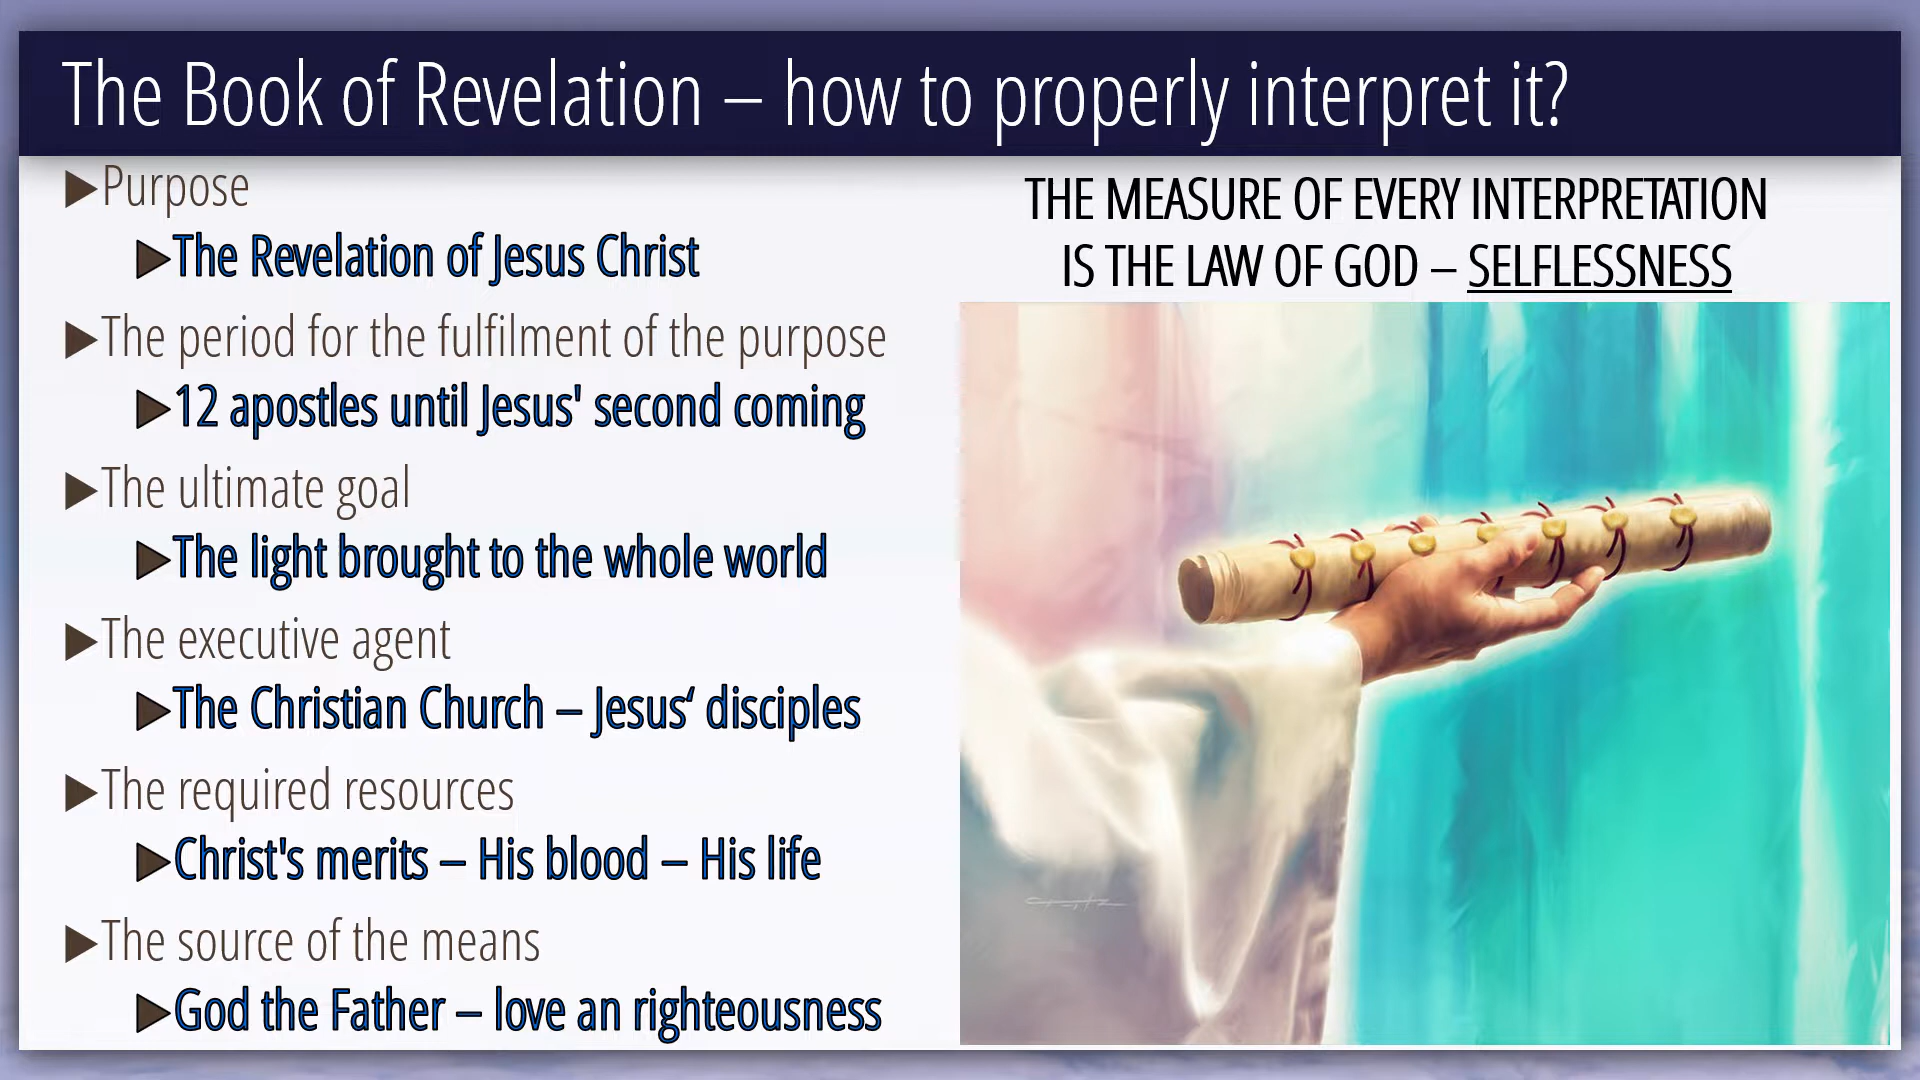 The Book of Revelation – how to properly interpret it?
▶Purpose
▶The Revelation of Jesus Christ
▶The period for the fulfilment of the purpose
▶12 apostles until Jesus' second coming
▶The ultimate goal
▶The light brought to the whole world
▶The executive agent
▶The Christian Church – Jesus‘ disciples
▶The required resources
▶Christ's merits – His blood – His life
▶The source of the means
▶God the Father – love an righteousness
THE MEASURE OF EVERY INTERPRETATION
IS THE LAW OF GOD – SELFLESSNESS